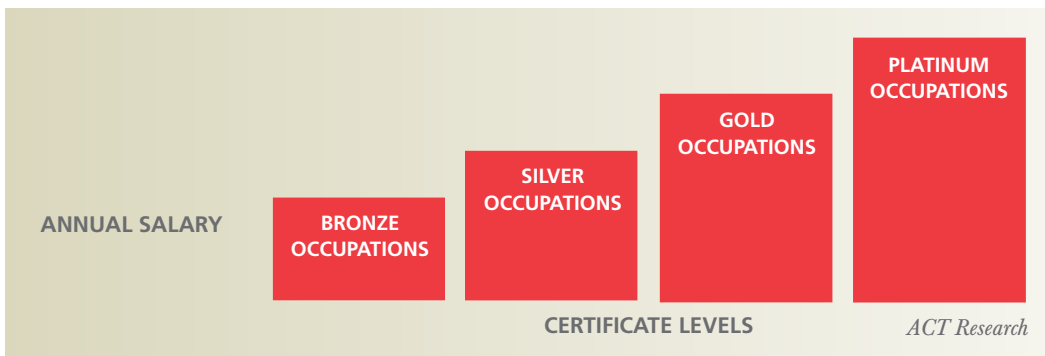 PLATINUM
OCCUPATIONS
GOLD
OCCUPATIONS
SILVER
OCCUPATIONS
ANNUAL SALARY
BRONZE
OCCUPATIONS
CERTIFICATE LEVELS
ACT Research